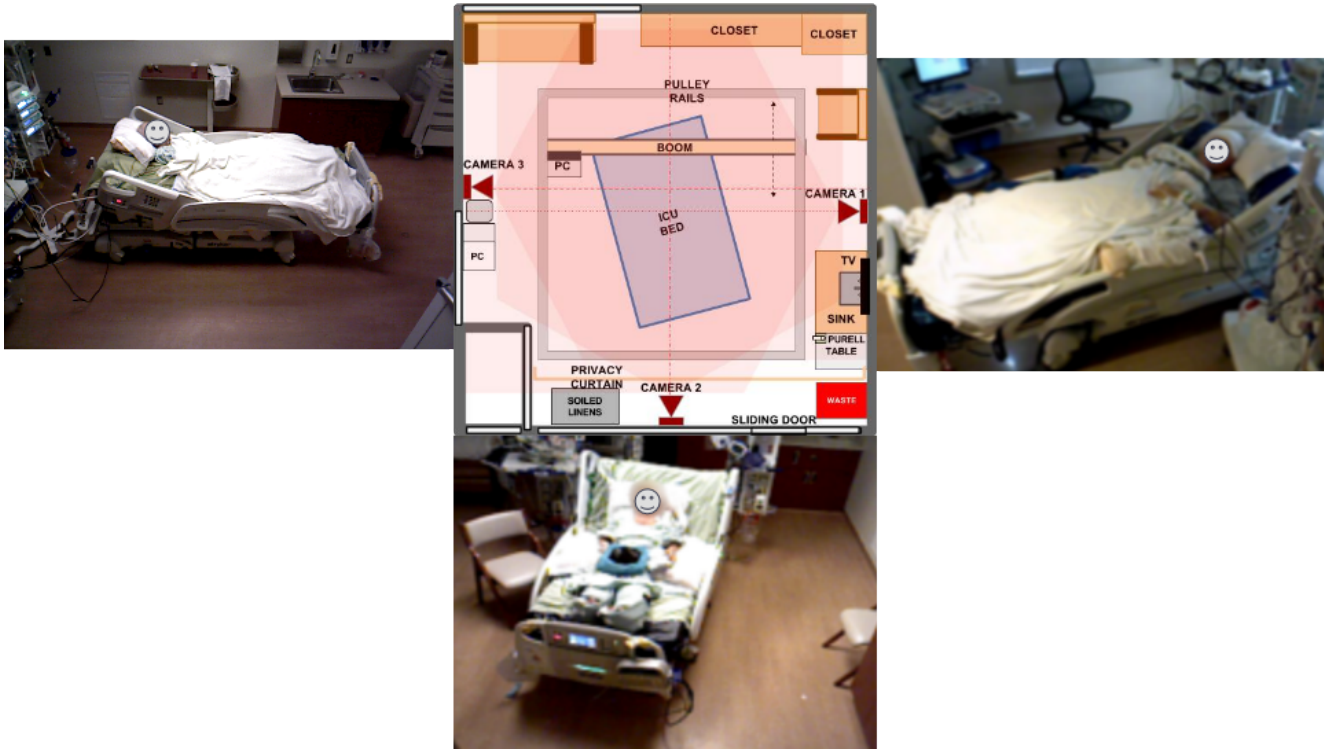 CLOSET
CLOSET
PULLEY
RAILS
BOOM
PC
CAMERA 3
CAMERA 1
ICU
BED
PC
TV
SINK
PURELL
TABLE
PRIVACY
CURTAIN
CAMERA 2
SOILED
LINENS
WASTE
SLIDING DOOR